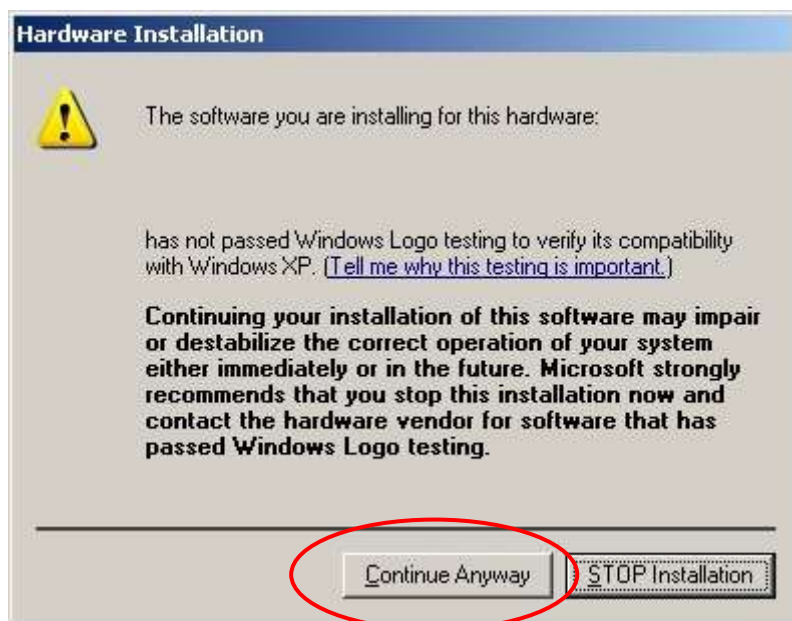 Hardware Installation
The software you are installing for this hardware:
has not passed Windows Logo testing to verify its compatibility
with Windows XP. (Tell me why this testing is important.)
Continuing your installation of this software may impair
or destabilize the correct operation of your system
either immediately or in the future. Microsoft strongly
recommends that you stop this installation now and
contact the hardware vendor for software that has
passed Windows Logo testing.
Continue Anyway
STOP Installation